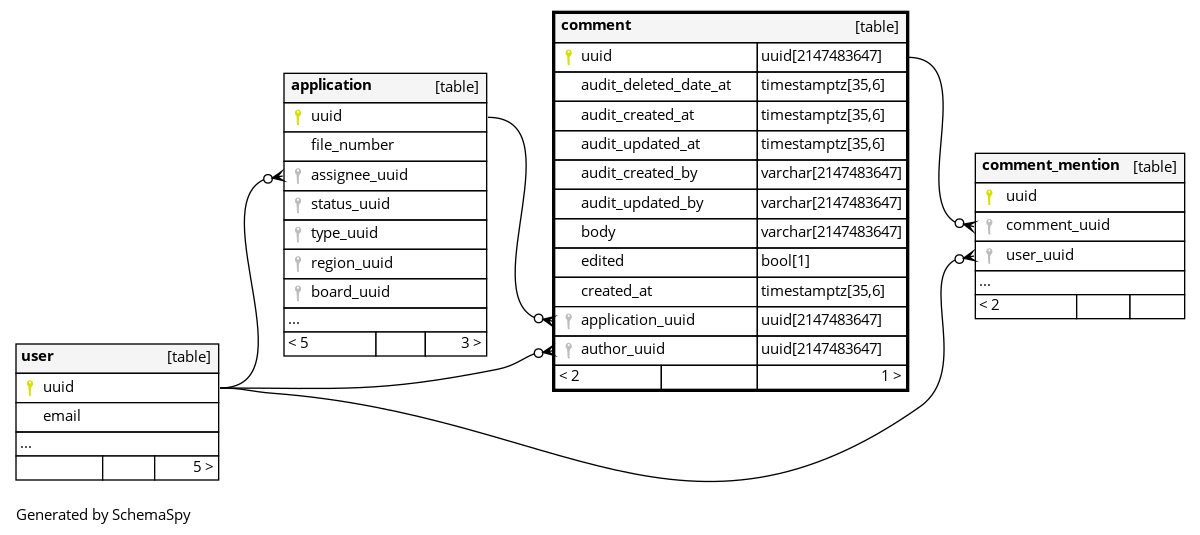 comment [table]
uuid uuid[2147483647]
audit_deleted_date_at timestamptz[35,6]
audit_created_at timestamptz[35,6]
audit_updated_at timestamptz[35,6]
audit_created_by varchar[2147483647]
audit_updated_by varchar[2147483647]
body varchar[2147483647]
edited bool[1]
created_at timestamptz[35,6]
application_uuid uuid[2147483647]
author_uuid uuid[2147483647]
< 2 1 >
application [table]
uuid
file_number
assignee_uuid
status_uuid
type_uuid
region_uuid
board_uuid
...
< 5 3 >
comment_mention [table]
uuid
comment_uuid
user_uuid
...
< 2
user [table]
uuid
email
...
5 >
Generated by SchemaSpy